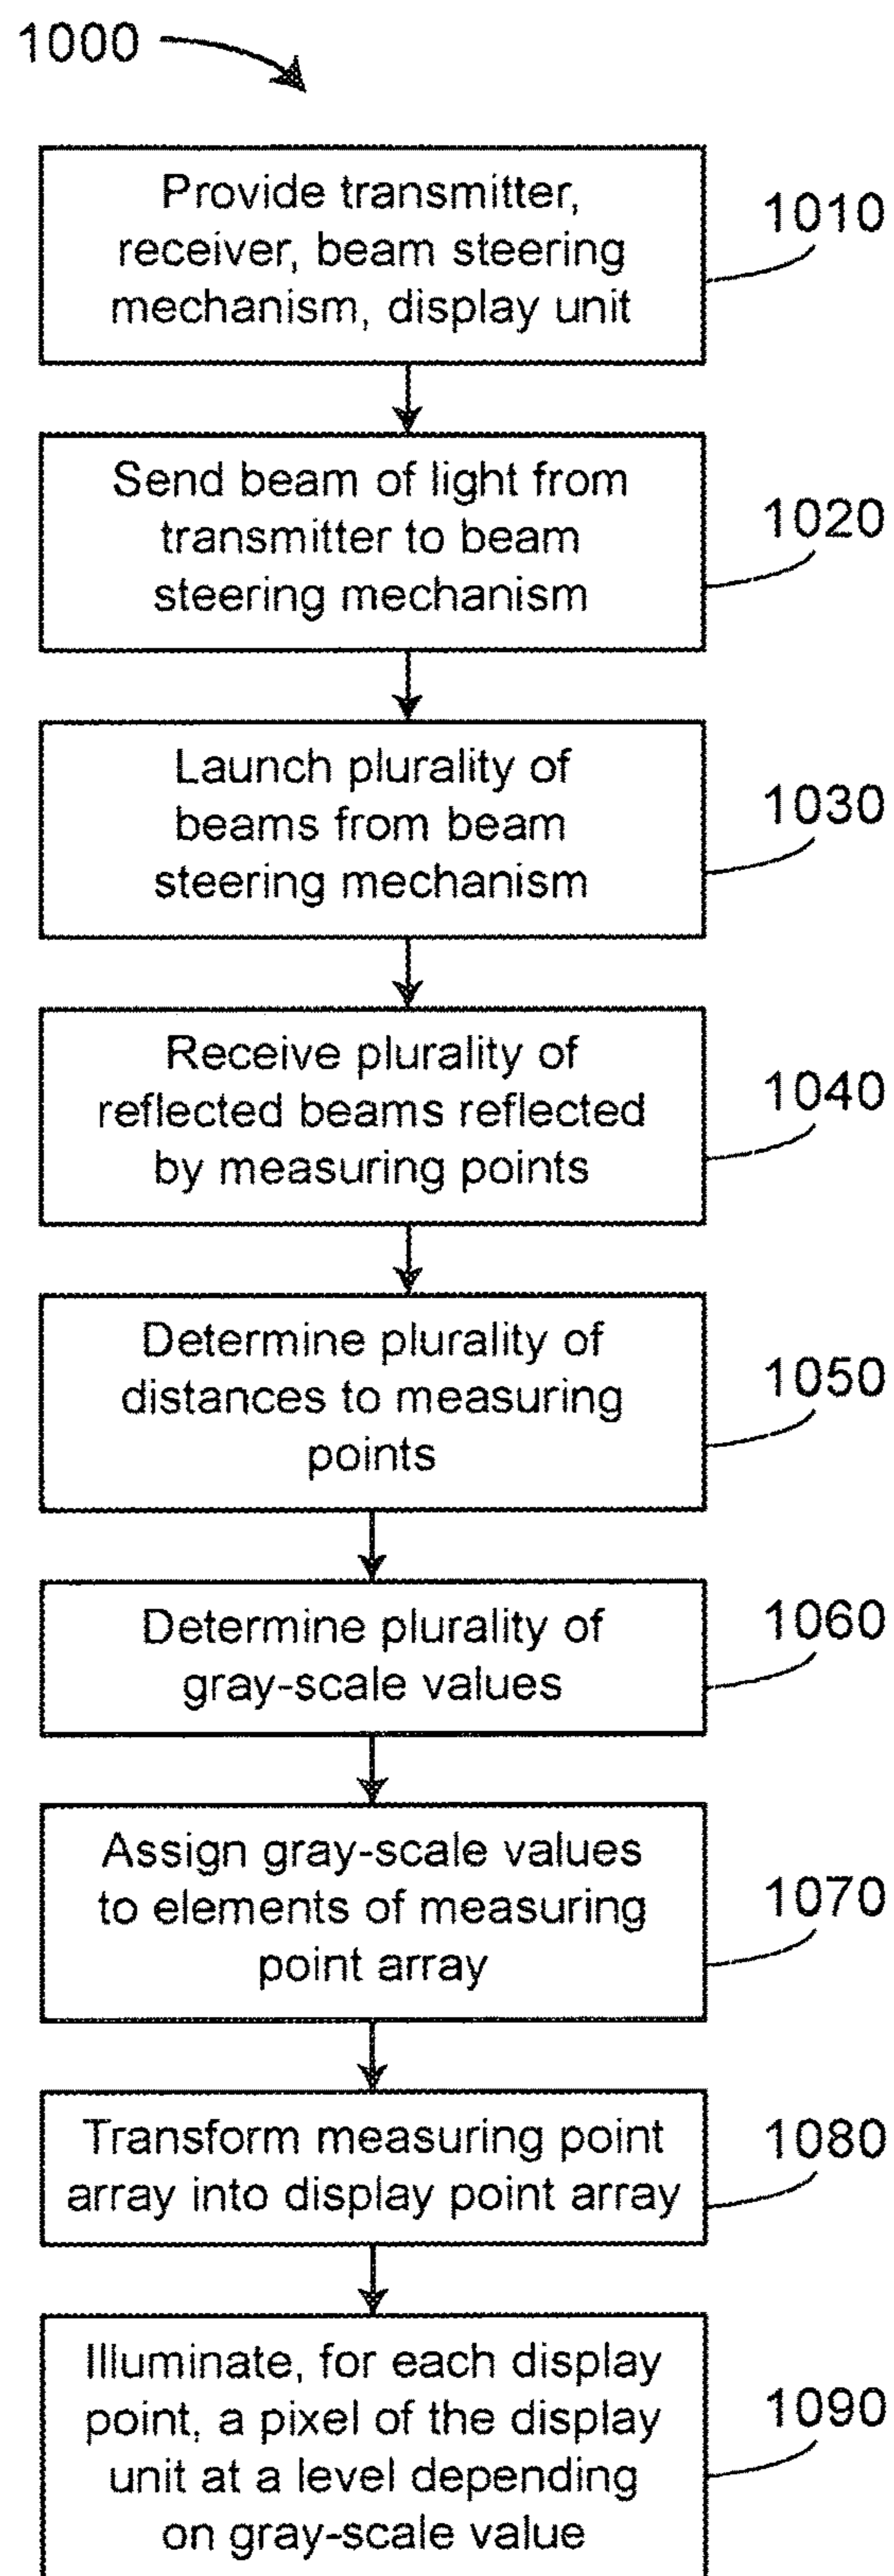 1000
Provide transmitter,
receiver, beam steering
mechanism, display unit
1010
Send beam of light from
transmitter to beam
steering mechanism
1020
Launch plurality of
beams from beam
steering mechanism
1030
Receive plurality of
reflected beams reflected
by measuring points
1040
Determine plurality of
distances to measuring
points
1050
Determine plurality of
gray-scale values
1060
Assign gray-scale values
to elements of measuring
point array
1070
Transform measuring point
array into display point array
1080
Illuminate, for each display
point, a pixel of the display
unit at a level depending
on gray-scale value
1090